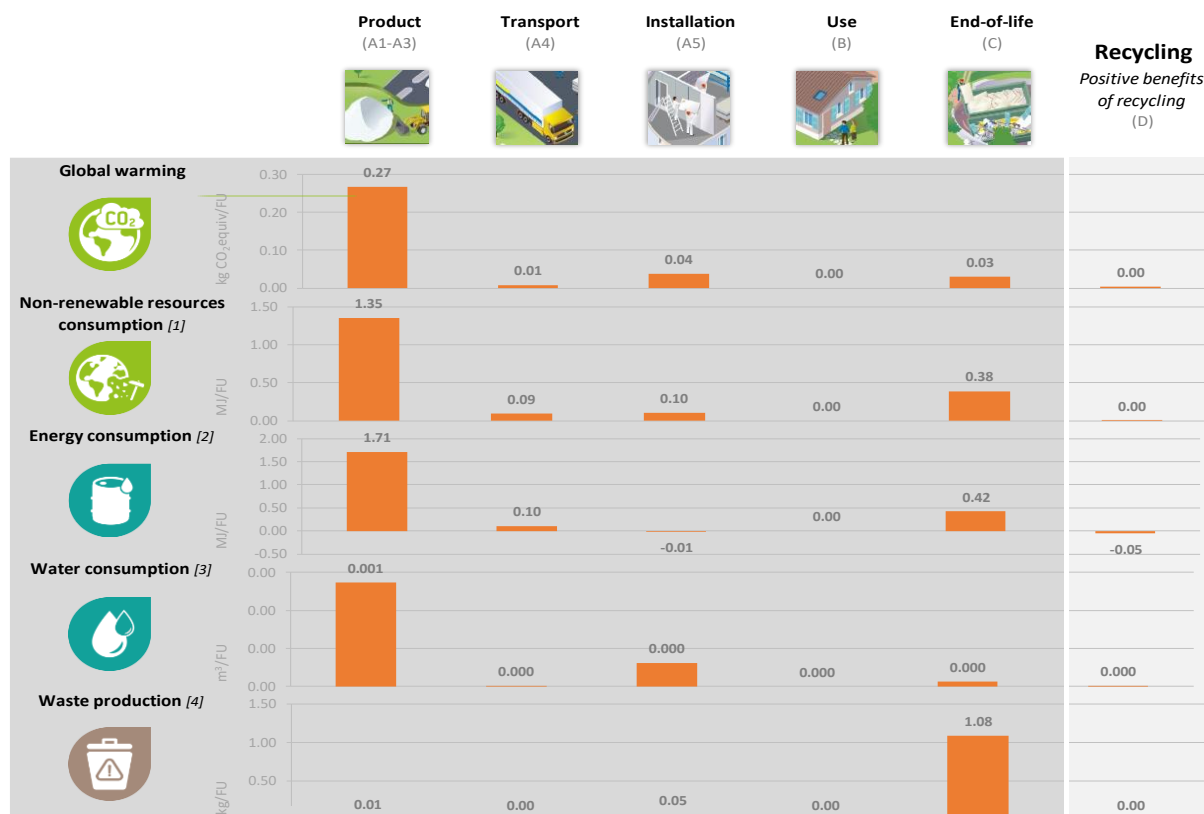 Product
(A1-A3)
Transport
(A4)
Installation
(A5)
Use
(B)
End-of-life
(C)
Recycling
Positive benefits
of recycling
(D)
Global warming
CO₂
kg CO₂equiv/FU
0.30
0.20
0.10
0.00
0.27
0.01
0.04
0.00
0.03
0.00
Non-renewable resources
consumption [1]
MJ/FU
1.50
1.00
0.50
0.00
1.35
0.09
0.10
0.00
0.38
0.00
Energy consumption [2]
MJ/FU
2.00
1.50
1.00
0.50
0.00
-0.50
1.71
0.10
-0.01
0.00
0.42
-0.05
Water consumption [3]
m³/FU
0.00
0.00
0.00
0.00
0.001
0.000
0.000
0.000
0.000
0.000
Waste production [4]
kg/FU
1.50
1.00
0.50
0.01
0.00
0.05
0.00
1.08
0.00